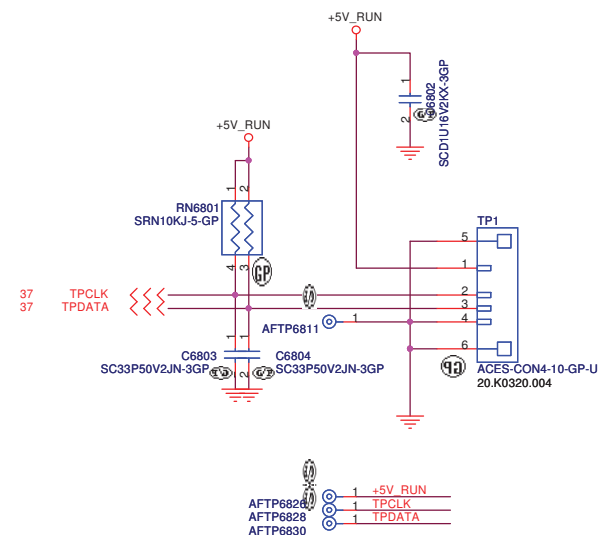 +5V_RUN
1
2
C6802
SCD1U16V2KX-3GP
+5V_RUN
1 2
RN6801
SRN10KJ-5-GP
4 3
GP
TP1
5
1
37 TPCLK
2
37 TPDATA
3
AFTP6811
1
4
6
1 1
C6803 C6804
SC33P50V2JN-3GP SC33P50V2JN-3GP
2 2
ACES-CON4-10-GP-U
20.K0320.004
AFTP6826 1 +5V_RUN
AFTP6828 1 TPCLK
AFTP6830 1 TPDATA